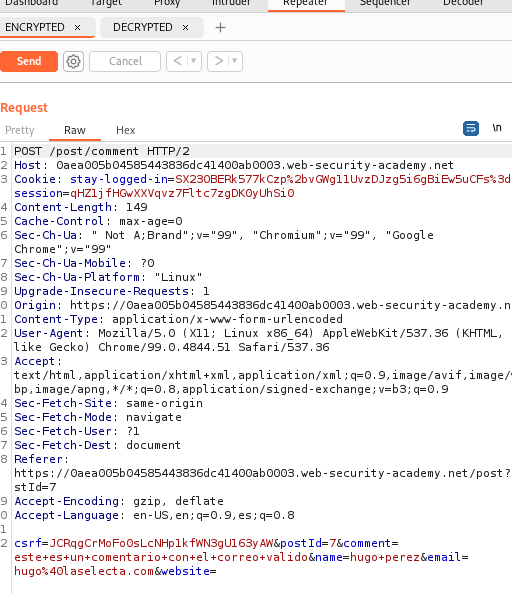 Dashboard Target Proxy Intruder Repeater Sequencer Decoder
ENCRYPTED × DECRYPTED × +
Send Cancel < >
Request
Pretty Raw Hex \n
1 POST /post/comment HTTP/2
2 Host: 0aea005b04585443836dc41400ab0003.web-security-academy.net
3 Cookie: stay-logged-in=SX23OBERk577kCzp%2bvGWg1lUvzDJzg5i6gBiEw5uCFs%3d
session=qHZ1jfHGwXXVqvz7Fltc7zgDK0yUhSi0
4 Content-Length: 149
5 Cache-Control: max-age=0
6 Sec-Ch-Ua: " Not A;Brand";v="99", "Chromium";v="99", "Google
Chrome";v="99"
7 Sec-Ch-Ua-Mobile: ?0
8 Sec-Ch-Ua-Platform: "Linux"
9 Upgrade-Insecure-Requests: 1
0 Origin: https://0aea005b04585443836dc41400ab0003.web-security-academy.n
1 Content-Type: application/x-www-form-urlencoded
2 User-Agent: Mozilla/5.0 (X11; Linux x86_64) AppleWebKit/537.36 (KHTML,
like Gecko) Chrome/99.0.4844.51 Safari/537.36
3 Accept:
text/html,application/xhtml+xml,application/xml;q=0.9,image/avif,image/w
bp,image/apng,*/*;q=0.8,application/signed-exchange;v=b3;q=0.9
4 Sec-Fetch-Site: same-origin
5 Sec-Fetch-Mode: navigate
6 Sec-Fetch-User: ?1
7 Sec-Fetch-Dest: document
8 Referer:
https://0aea005b04585443836dc41400ab0003.web-security-academy.net/post?
stId=7
9 Accept-Encoding: gzip, deflate
0 Accept-Language: en-US,en;q=0.9,es;q=0.8
1
2 csrf=JCRqgCrMoFo0sLcNHp1kfWN3gU163yAW&postId=7&comment=
este+es+un+comentario+con+el+correo+valido&name=hugo+perez&email=
hugo%40laselecta.com&website=